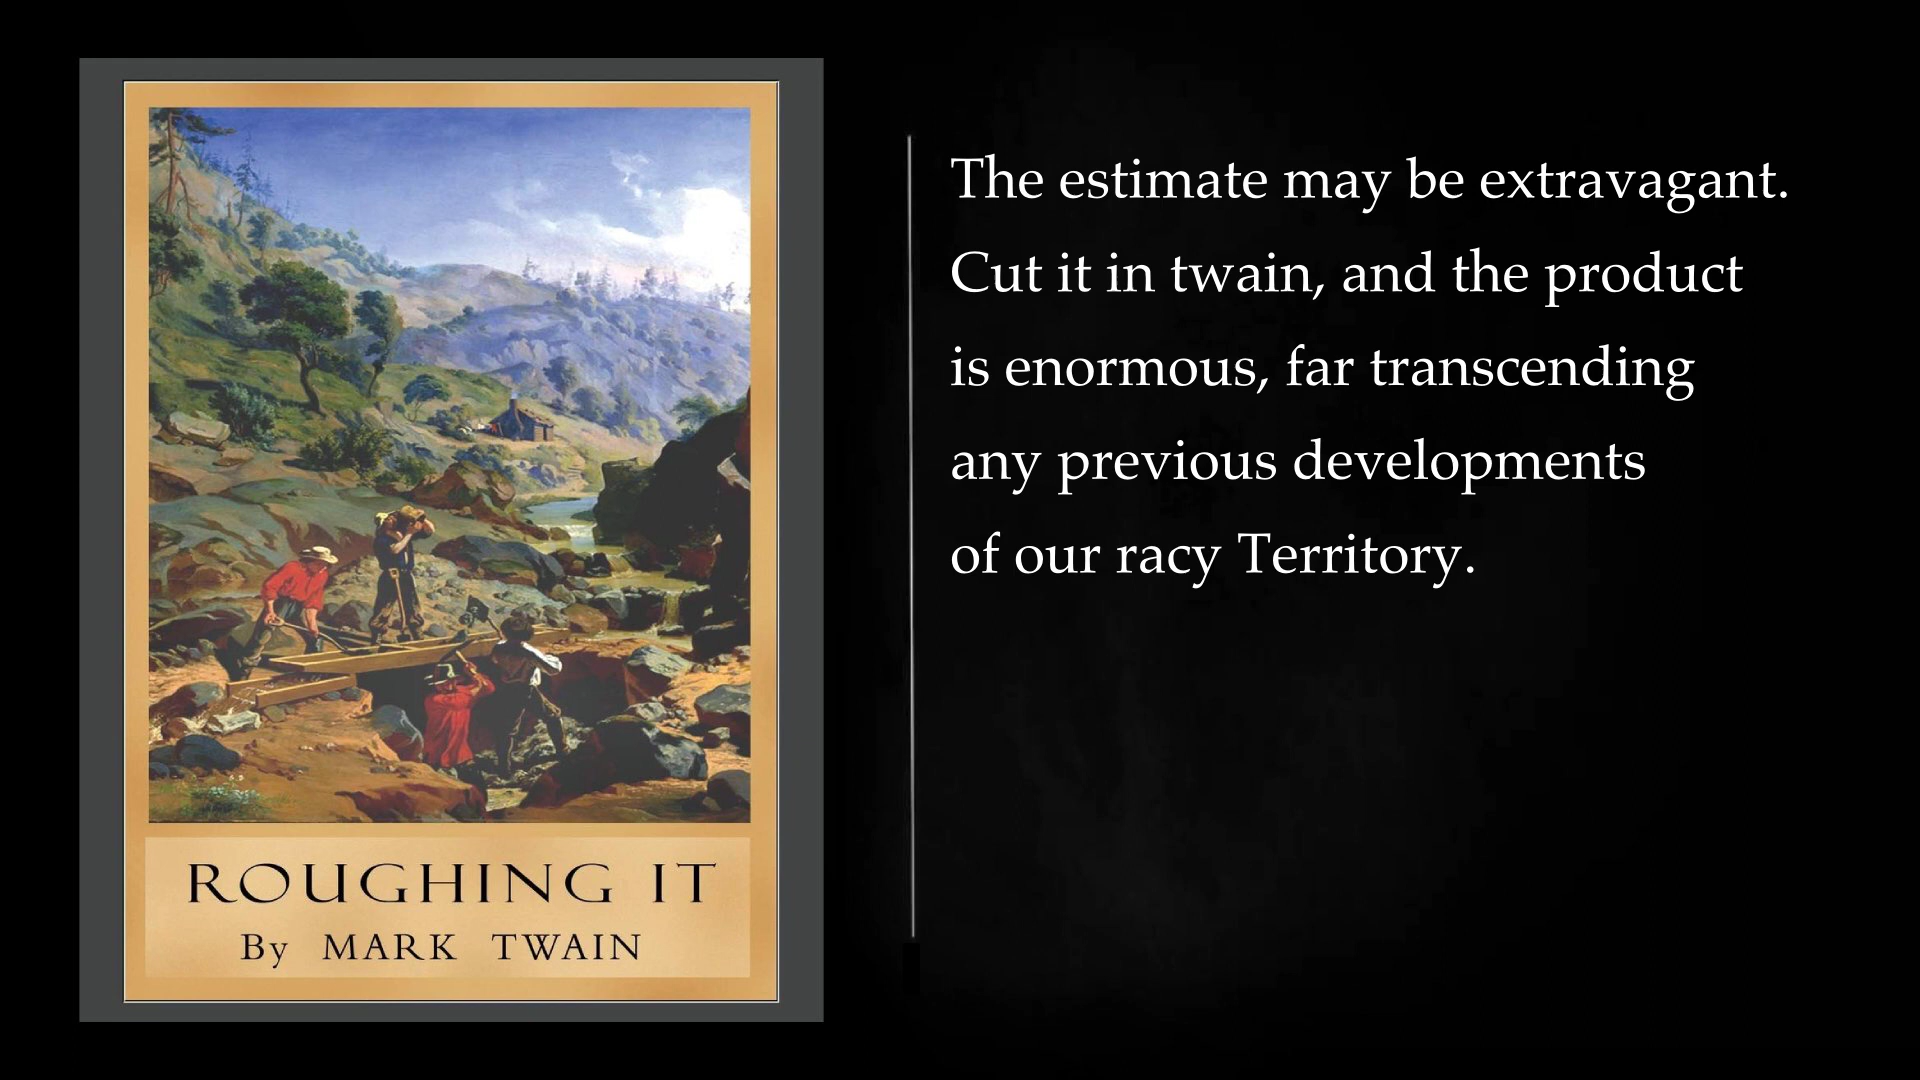 The estimate may be extravagant.
Cut it in twain, and the product
is enormous, far transcending
any previous developments
of our racy Territory.
ROUGHING IT
By MARK TWAIN